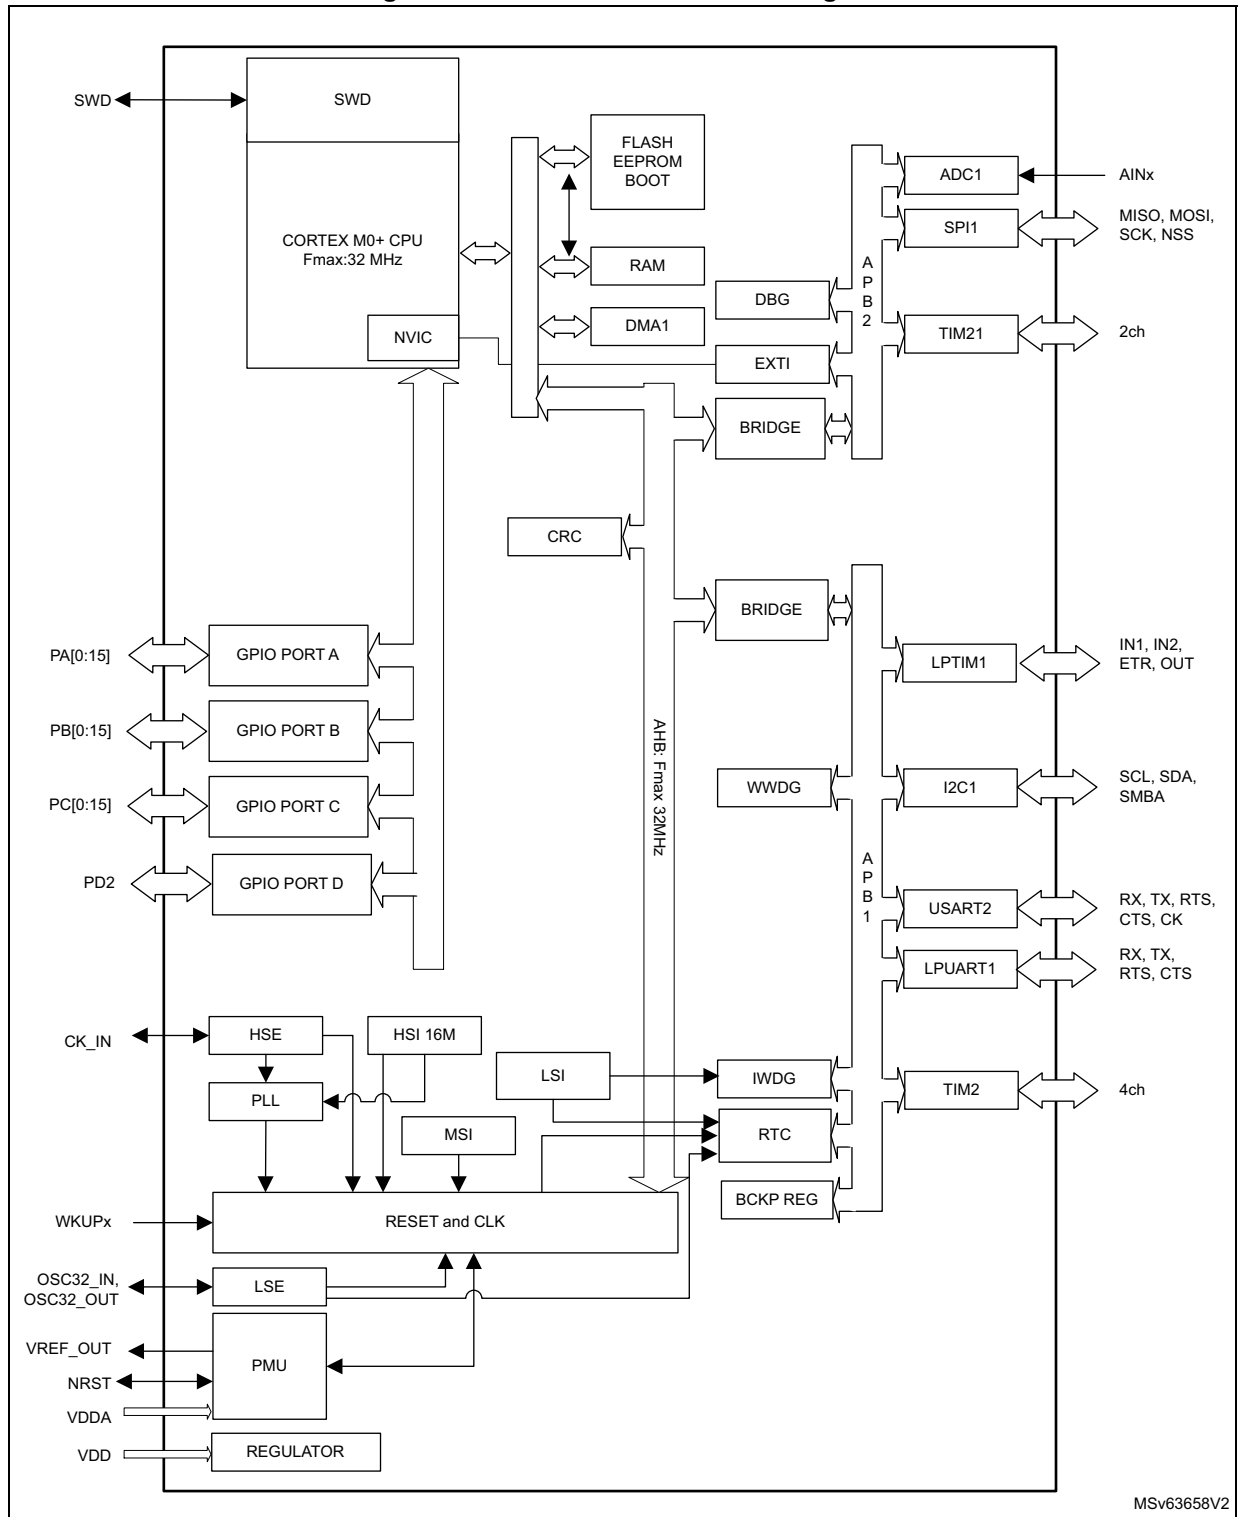 SWD
SWD
FLASH
EEPROM
BOOT
CORTEX M0+ CPU
Fmax:32 MHz
RAM
DMA1
NVIC
ADC1
AINx
SPI1
MISO, MOSI,
SCK, NSS
DBG
A
P
B
2
TIM21
2ch
EXTI
BRIDGE
CRC
BRIDGE
GPIO PORT A
PA[0:15]
GPIO PORT B
PB[0:15]
GPIO PORT C
PC[0:15]
GPIO PORT D
PD2
AHB: Fmax 32MHz
LPTIM1
IN1, IN2,
ETR, OUT
WWDG
I2C1
SCL, SDA,
SMBA
A
P
B
1
USART2
RX, TX, RTS,
CTS, CK
LPUART1
RX, TX,
RTS, CTS
CK_IN
HSE
HSI 16M
PLL
LSI
MSI
IWDG
RTC
BCKP REG
TIM2
4ch
WKUPx
RESET and CLK
OSC32_IN,
OSC32_OUT
LSE
VREF_OUT
PMU
NRST
VDDA
VDD
REGULATOR
MSv63658V2